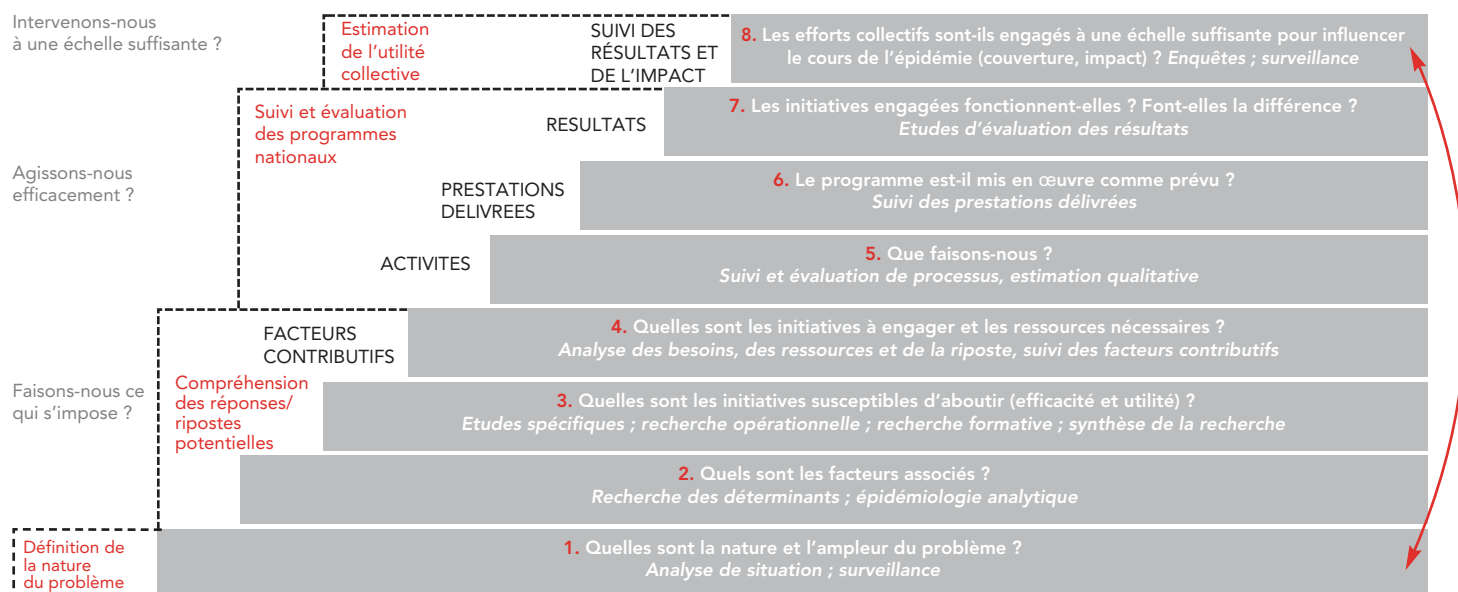 Intervenons-nous
à une échelle suffisante ?
Estimation
de l'utilité
collective
SUIVI DES
RÉSULTATS ET
DE L'IMPACT
8. Les efforts collectifs sont-ils engagés à une échelle suffisante pour influencer
le cours de l'épidémie (couverture, impact) ? Enquêtes ; surveillance
Suivi et évaluation
des programmes
nationaux
RESULTATS
7. Les initiatives engagées fonctionnent-elles ? Font-elles la différence ?
Etudes d'évaluation des résultats
Agissons-nous
efficacement ?
PRESTATIONS
DELIVREES
6. Le programme est-il mis en œuvre comme prévu ?
Suivi des prestations délivrées
ACTIVITES
5. Que faisons-nous ?
Suivi et évaluation de processus, estimation qualitative
FACTEURS
CONTRIBUTIFS
4. Quelles sont les initiatives à engager et les ressources nécessaires ?
Analyse des besoins, des ressources et de la riposte, suivi des facteurs contributifs
Faisons-nous ce
qui s'impose ?
Compréhension
des réponses/
ripostes
potentielles
3. Quelles sont les initiatives susceptibles d'aboutir (efficacité et utilité) ?
Etudes spécifiques ; recherche opérationnelle ; recherche formative ; synthèse de la recherche
2. Quels sont les facteurs associés ?
Recherche des déterminants ; épidémiologie analytique
Définition de
la nature
du problème
1. Quelles sont la nature et l'ampleur du problème ?
Analyse de situation ; surveillance